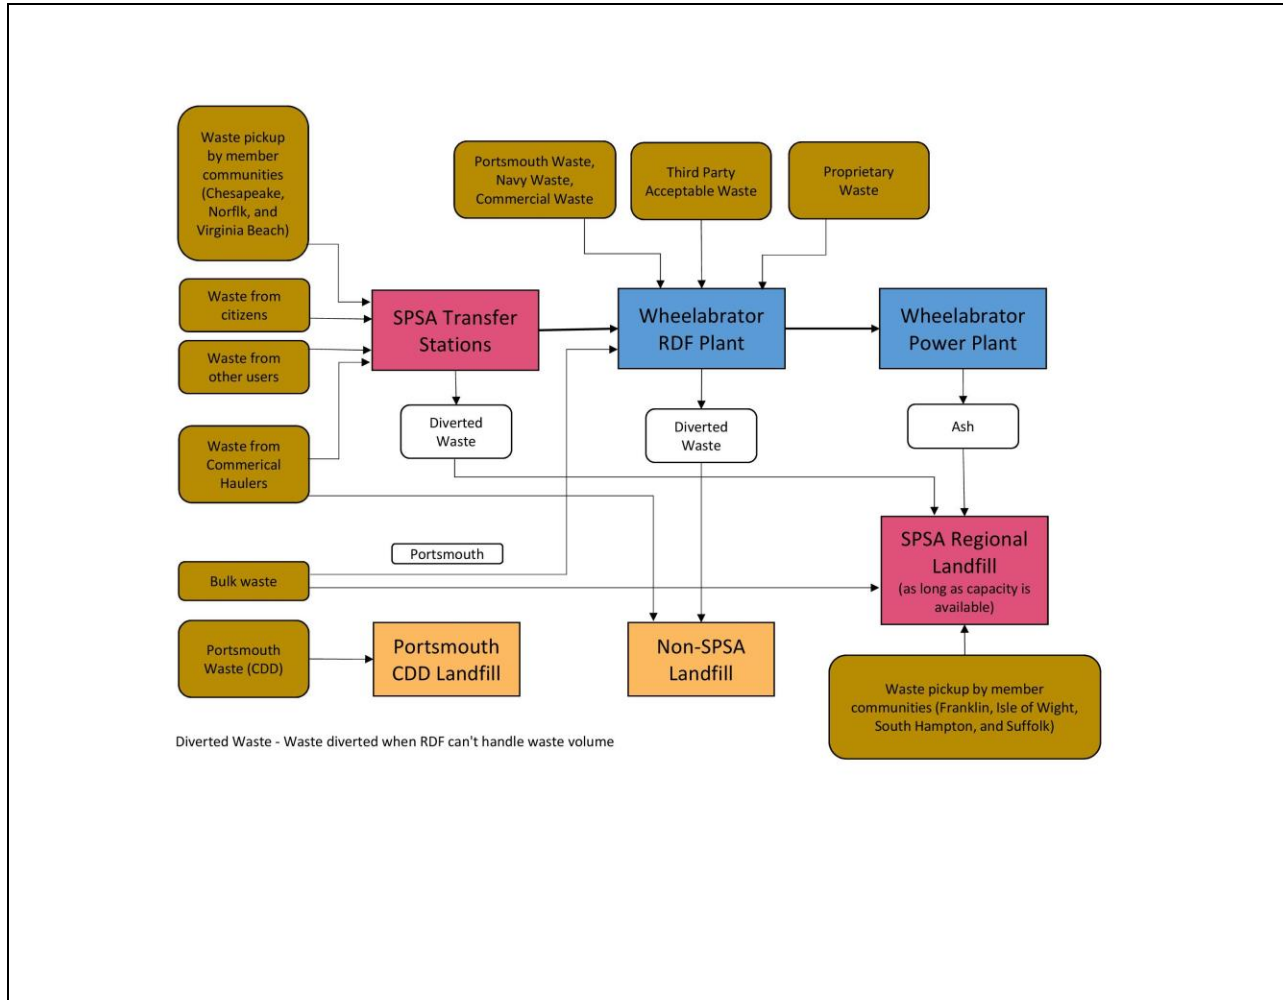 Waste pickup
by member
communities
(Chesapeake,
Norflk, and
Virginia Beach)
Portsmouth Waste,
Navy Waste,
Commercial Waste
Third Party
Acceptable Waste
Proprietary
Waste
Waste from
citizens
Waste from
other users
SPSA Transfer
Stations
Wheelabrator
RDF Plant
Wheelabrator
Power Plant
Waste from
Commerical
Haulers
Diverted
Waste
Diverted
Waste
Ash
Portsmouth
Bulk waste
SPSA Regional
Landfill
(as long as capacity is
available)
Portsmouth
Waste (CDD)
Portsmouth
CDD Landfill
Non-SPSA
Landfill
Waste pickup by member
communities (Franklin, Isle of Wight,
South Hampton, and Suffolk)
Diverted Waste - Waste diverted when RDF can't handle waste volume